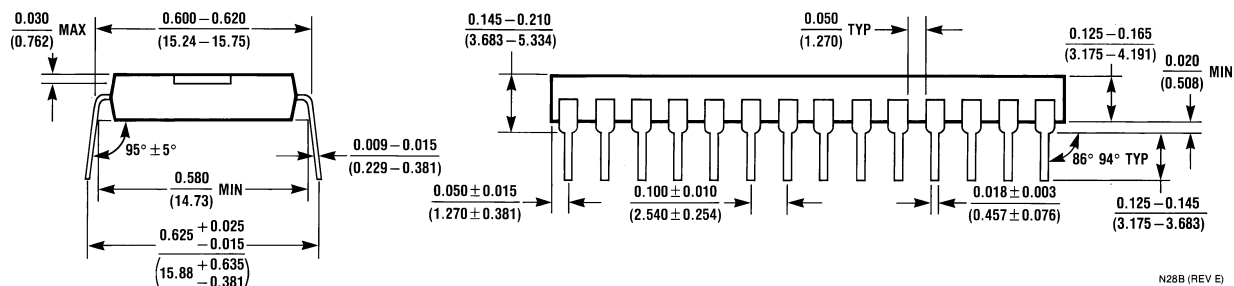 0.030
(0.762) MAX
0.600–0.620
(15.24–15.75)
95° ±5°
0.009–0.015
(0.229–0.381)
0.580
(14.73) MIN
0.625 +0.025 −0.015
(15.88 +0.635 −0.381)
0.145–0.210
(3.683–5.334)
0.050
(1.270) TYP
0.125–0.165
(3.175–4.191)
0.020
(0.508) MIN
86° 94° TYP
0.050±0.015
(1.270±0.381)
0.100±0.010
(2.540±0.254)
0.018±0.003
(0.457±0.076)
0.125–0.145
(3.175–3.683)
N28B (REV E)